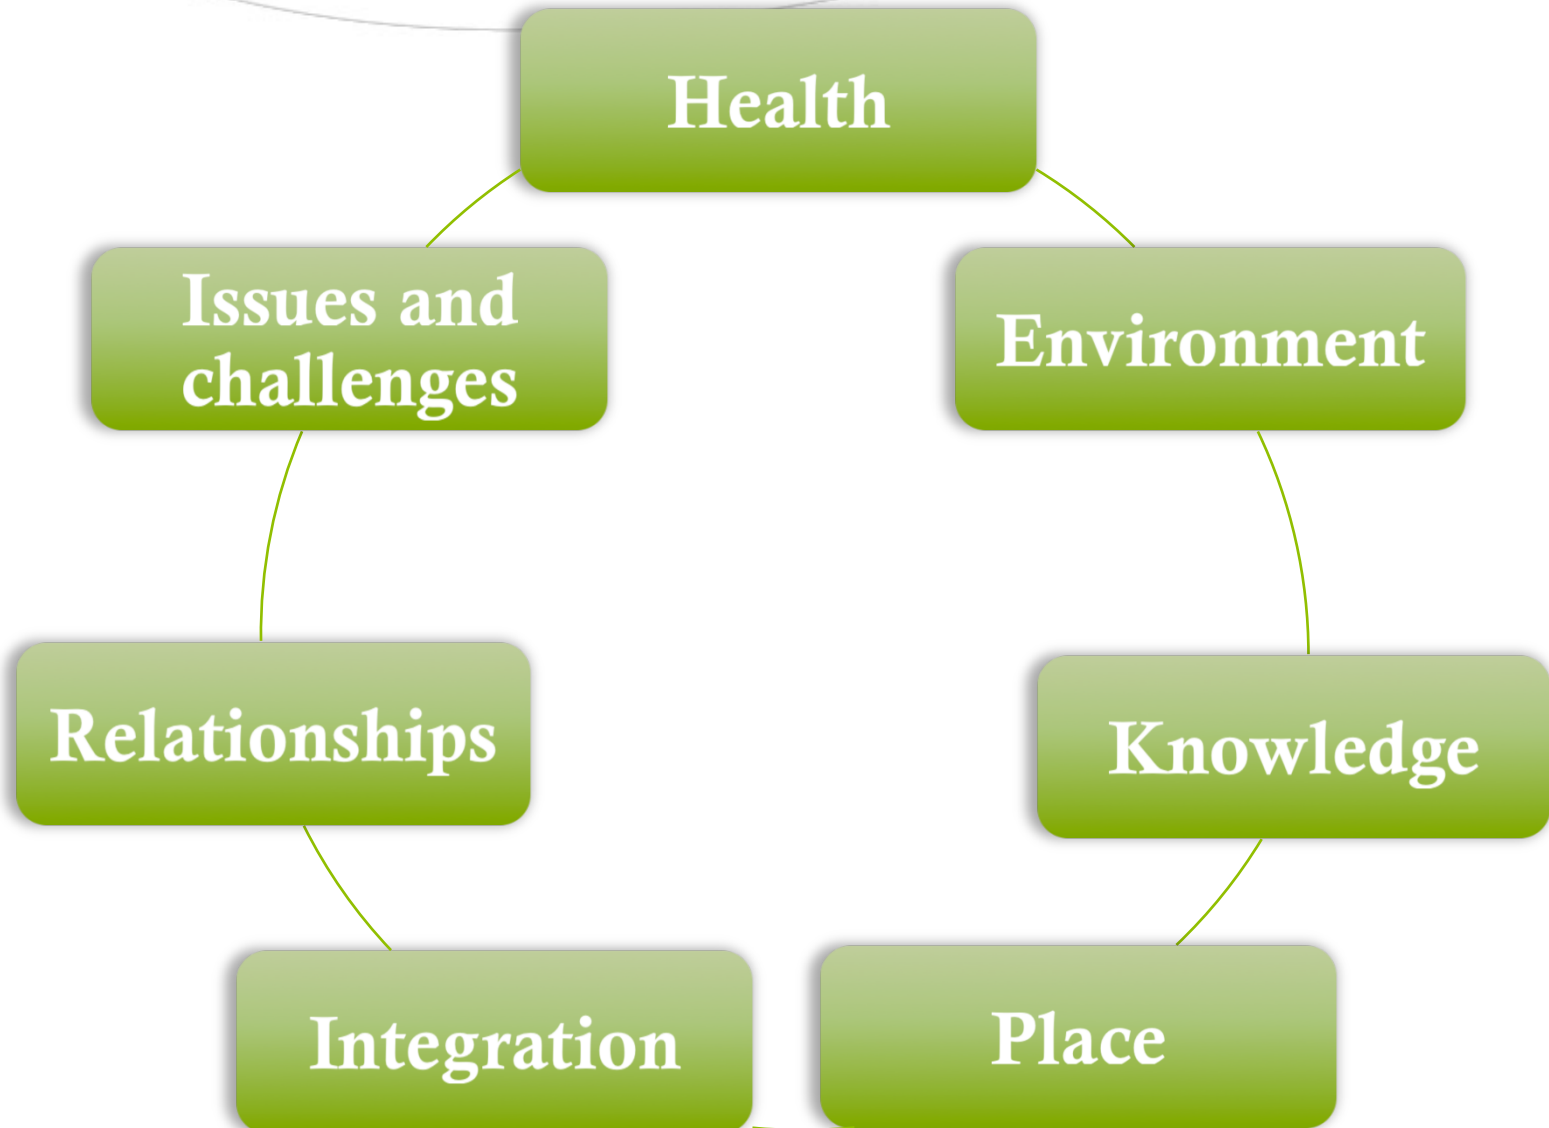 Health
Issues and
challenges
Environment
Relationships
Knowledge
Integration
Place